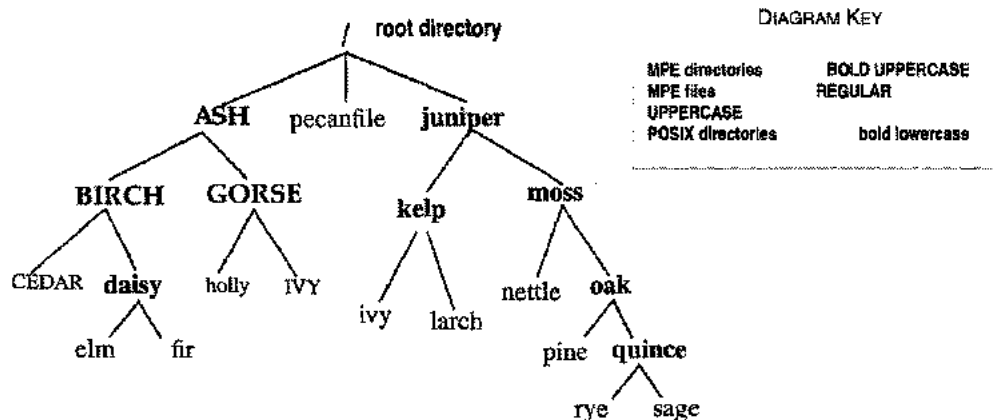 / root directory
DIAGRAM KEY
MPE directories BOLD UPPERCASE
MPE files REGULAR
UPPERCASE
POSIX directories bold lowercase
ASH pecanfile juniper
BIRCH GORSE kelp moss
CEDAR daisy holly IVY ivy larch nettle oak
elm fir pine quince
rye sage